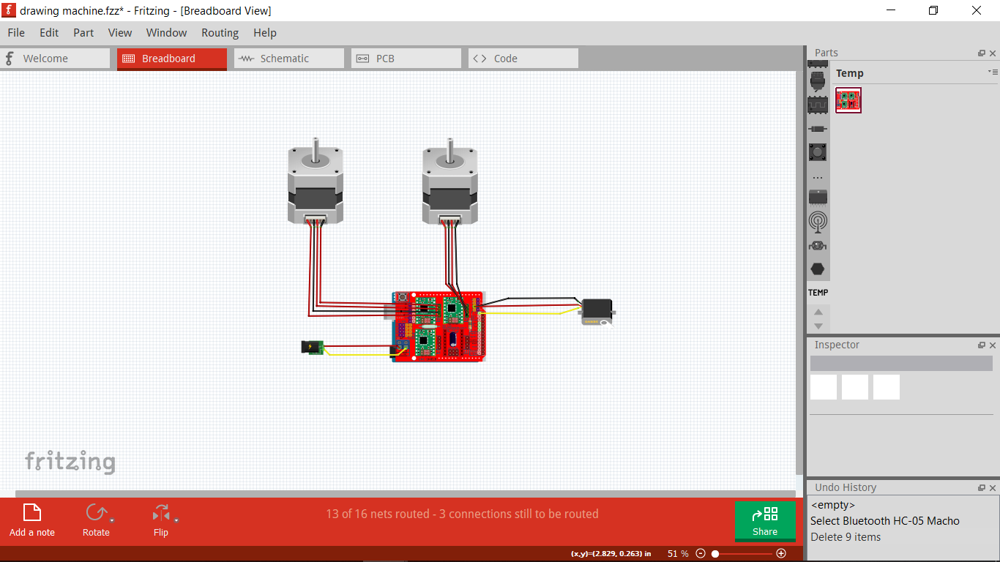 drawing machine.fzz* - Fritzing - [Breadboard View]
File Edit Part View Window Routing Help
Welcome Breadboard Schematic PCB Code
Parts
Temp
TEMP
Inspector
fritzing
Undo History
<empty>
Select Bluetooth HC-05 Macho
Delete 9 items
13 of 16 nets routed - 3 connections still to be routed
Add a note Rotate Flip Share
(x,y)=(2.829, 0.263) in 51 %